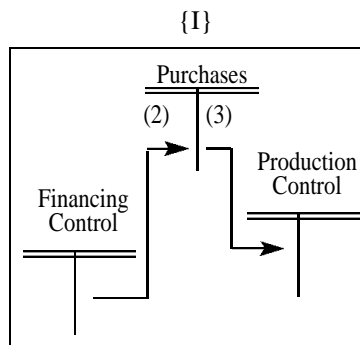 {I}
Purchases
(2) (3)
Production
Control
Financing
Control